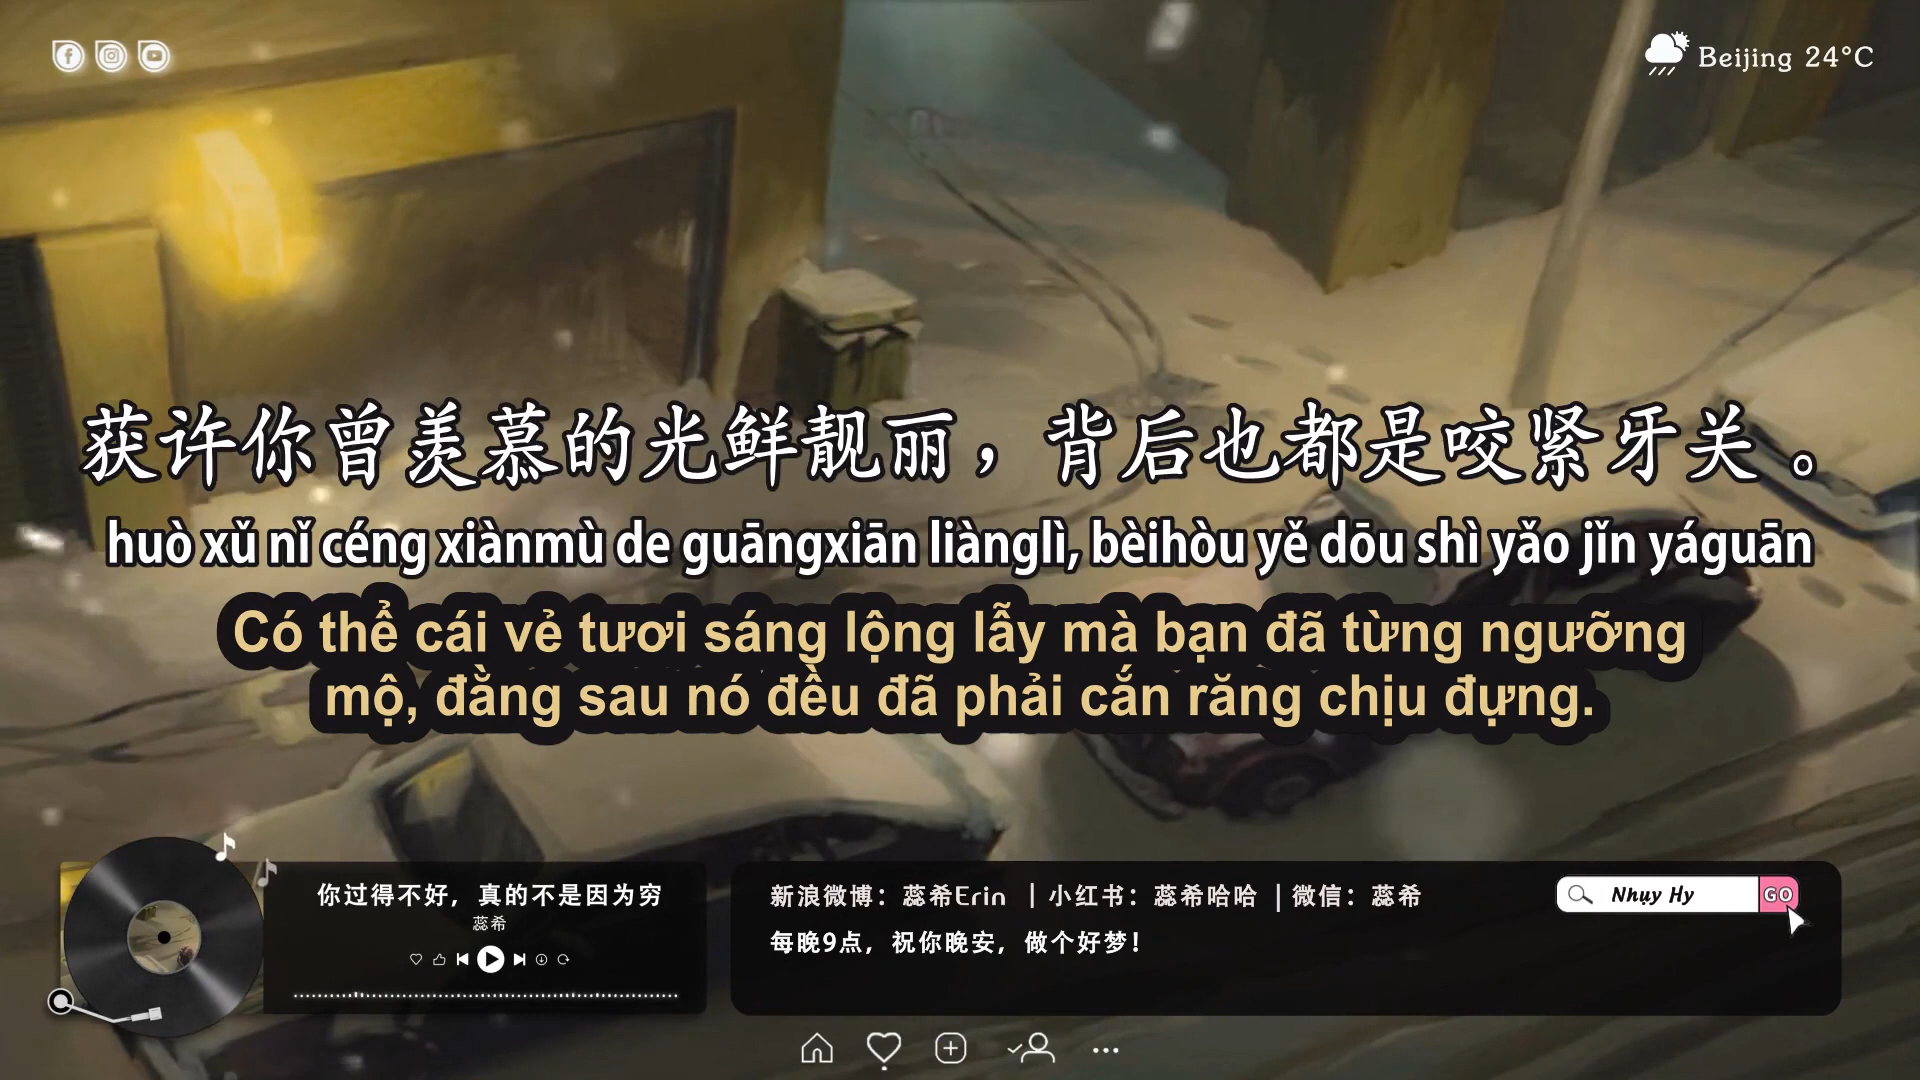 Beijing 24°C
获许你曾羡慕的光鲜靓丽，背后也都是咬紧牙关。
huò xǔ nǐ céng xiànmù de guāngxiān liànglì, bèihòu yě dōu shì yǎo jǐn yáguān
Có thể cái vẻ tươi sáng lộng lẫy mà bạn đã từng ngưỡng
mộ, đằng sau nó đều đã phải cắn răng chịu đựng.
你过得不好，真的不是因为穷
蕊希
新浪微博：蕊希Erin ｜小红书：蕊希哈哈 ｜微信：蕊希
每晚9点，祝你晚安，做个好梦！
Nhụy Hy
GO